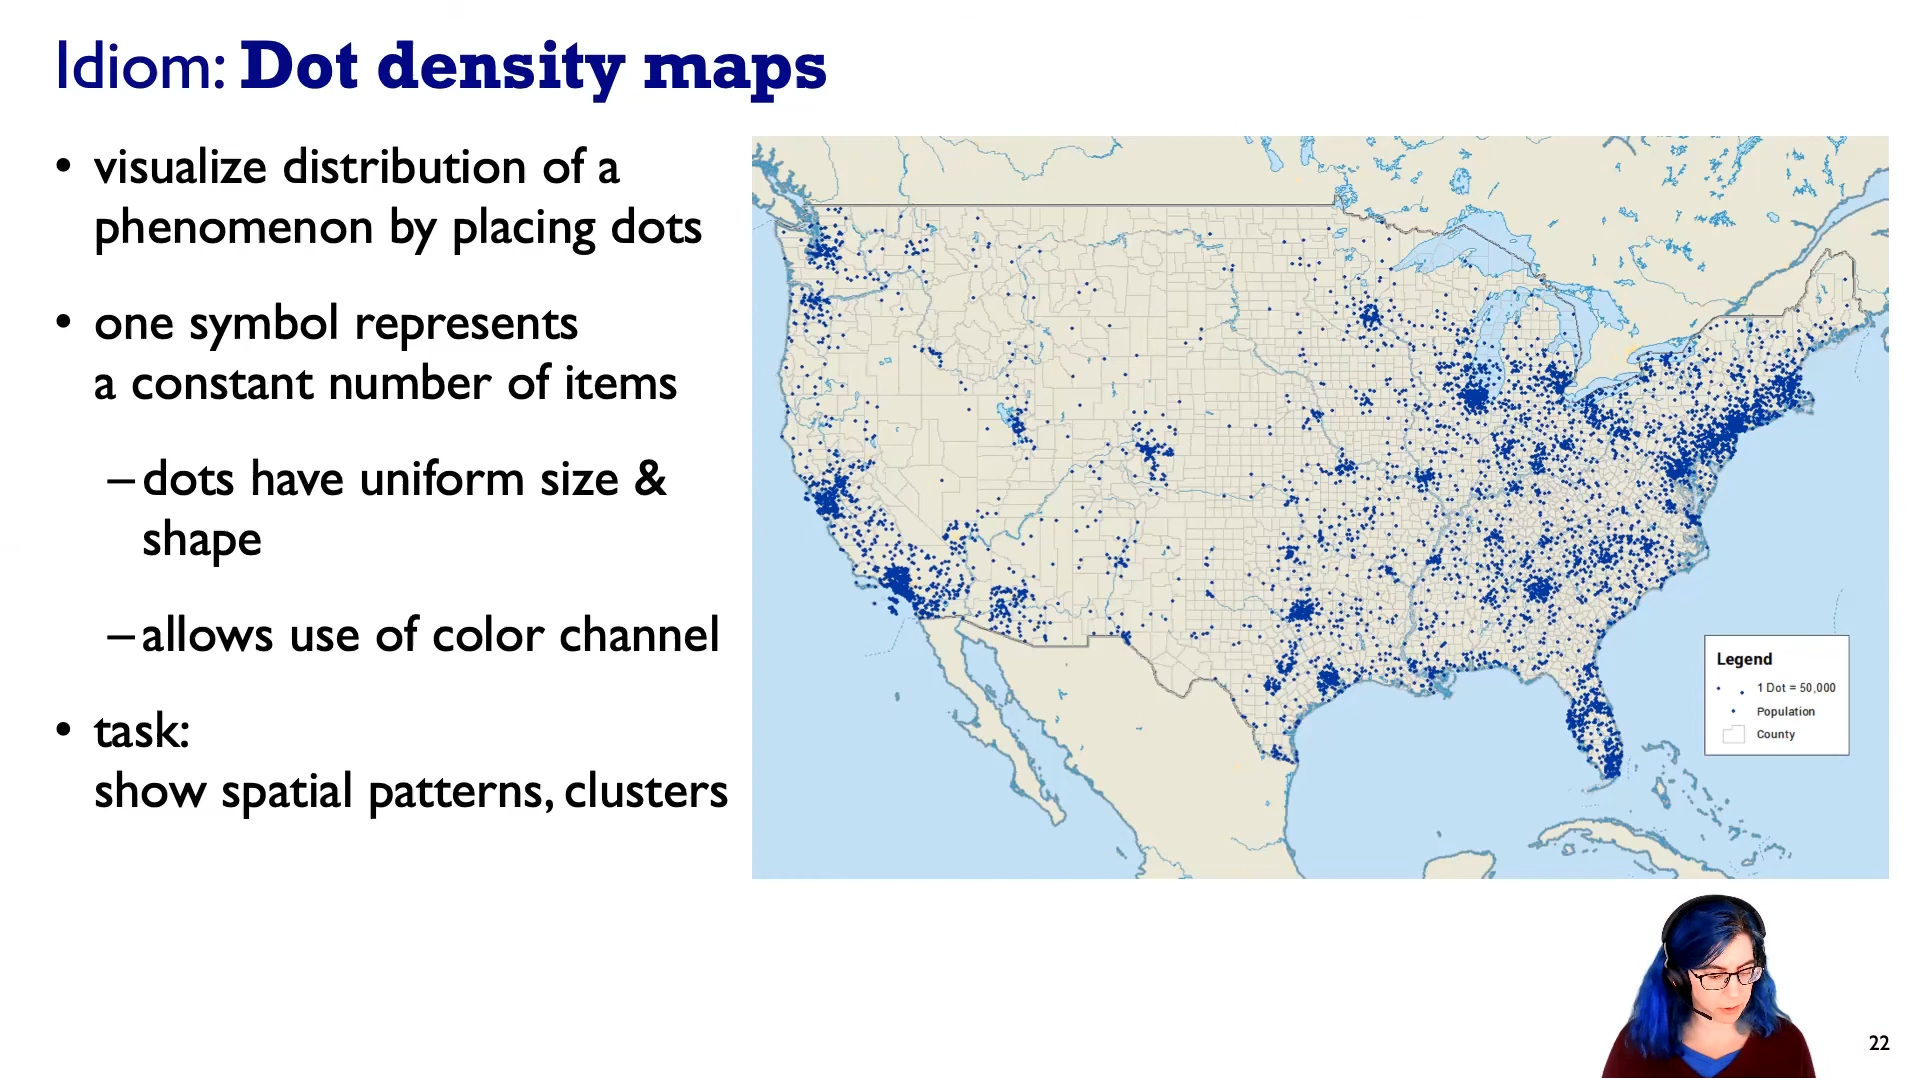 Idiom: Dot density maps
• visualize distribution of a
phenomenon by placing dots
• one symbol represents
a constant number of items
– dots have uniform size &
shape
– allows use of color channel
• task:
show spatial patterns, clusters
Legend
1 Dot = 50,000
Population
County
22